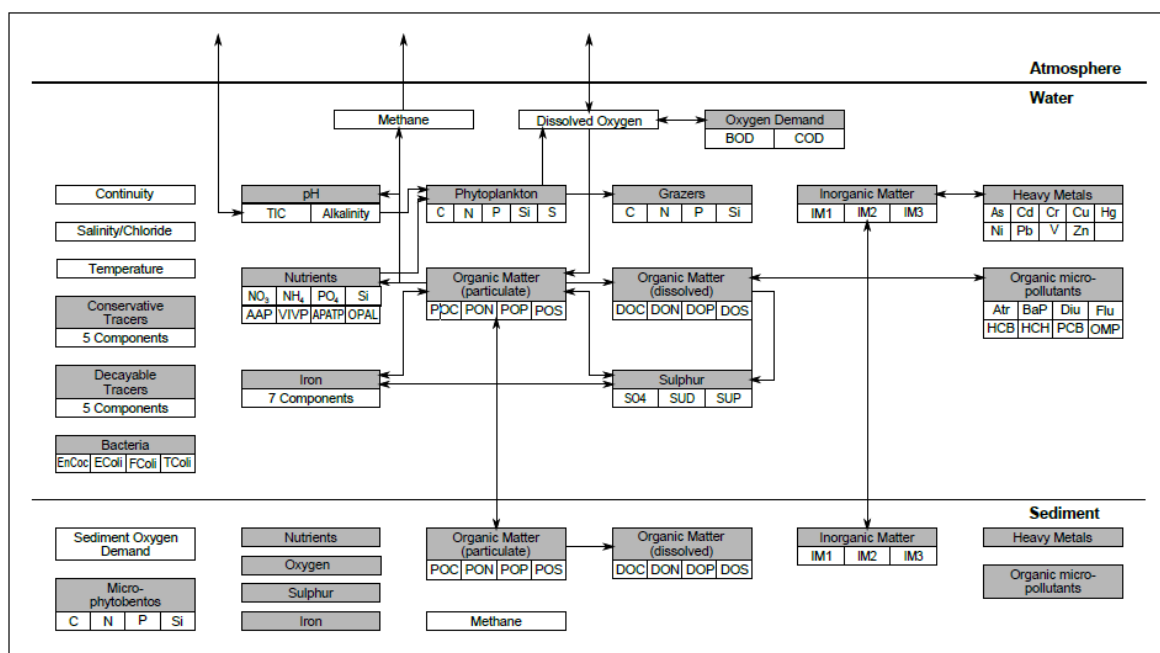 Atmosphere
Water
Methane
Dissolved Oxygen
Oxygen Demand
BOD COD
Continuity
pH
TIC Alkalinity
Phytoplankton
C N P Si S
Grazers
C N P Si
Inorganic Matter
IM1 IM2 IM3
Heavy Metals
As Cd Cr Cu Hg
Ni Pb V Zn
Salinity/Chloride
Temperature
Nutrients
NO₃ NH₄ PO₄ Si
AAP VIVP APATP OPAL
Organic Matter
(particulate)
POC PON POP POS
Organic Matter
(dissolved)
DOC DON DOP DOS
Organic micro-
pollutants
Atr BaP Diu Flu
HCB HCH PCB OMP
Conservative
Tracers
5 Components
Decayable
Tracers
5 Components
Iron
7 Components
Sulphur
SO4 SUD SUP
Bacteria
EnCoc EColi FColi TColi
Sediment
Sediment Oxygen
Demand
Nutrients
Oxygen
Sulphur
Iron
Organic Matter
(particulate)
POC PON POP POS
Organic Matter
(dissolved)
DOC DON DOP DOS
Inorganic Matter
IM1 IM2 IM3
Heavy Metals
Organic micro-
pollutants
Micro-
phytobentos
C N P Si
Methane